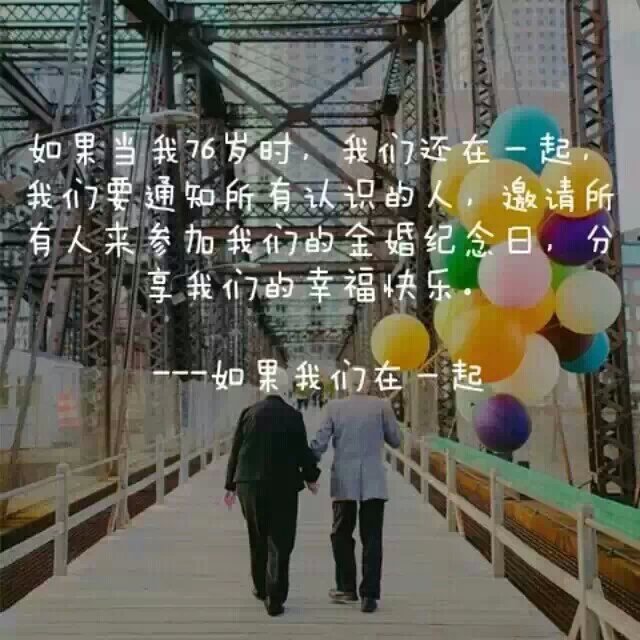 如果当我76岁时，我们还在一起，
我们要通知所有认识的人，邀请所
有人来参加我们的金婚纪念日，分
享我们的幸福快乐。
---如果我们在一起